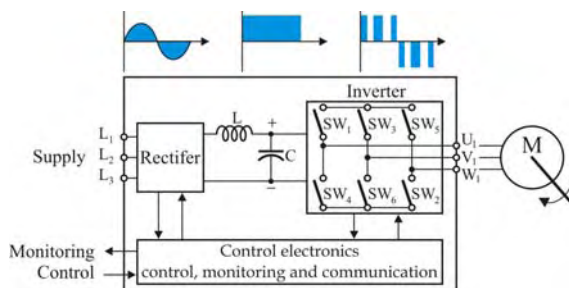 Inverter
L
+
SW1
SW3
SW5
L1
U1
Supply
L2
Rectifer
C
V1
M
L3
W1
–
SW4
SW6
SW2
Monitoring
Control electronics
Control
control, monitoring and communication